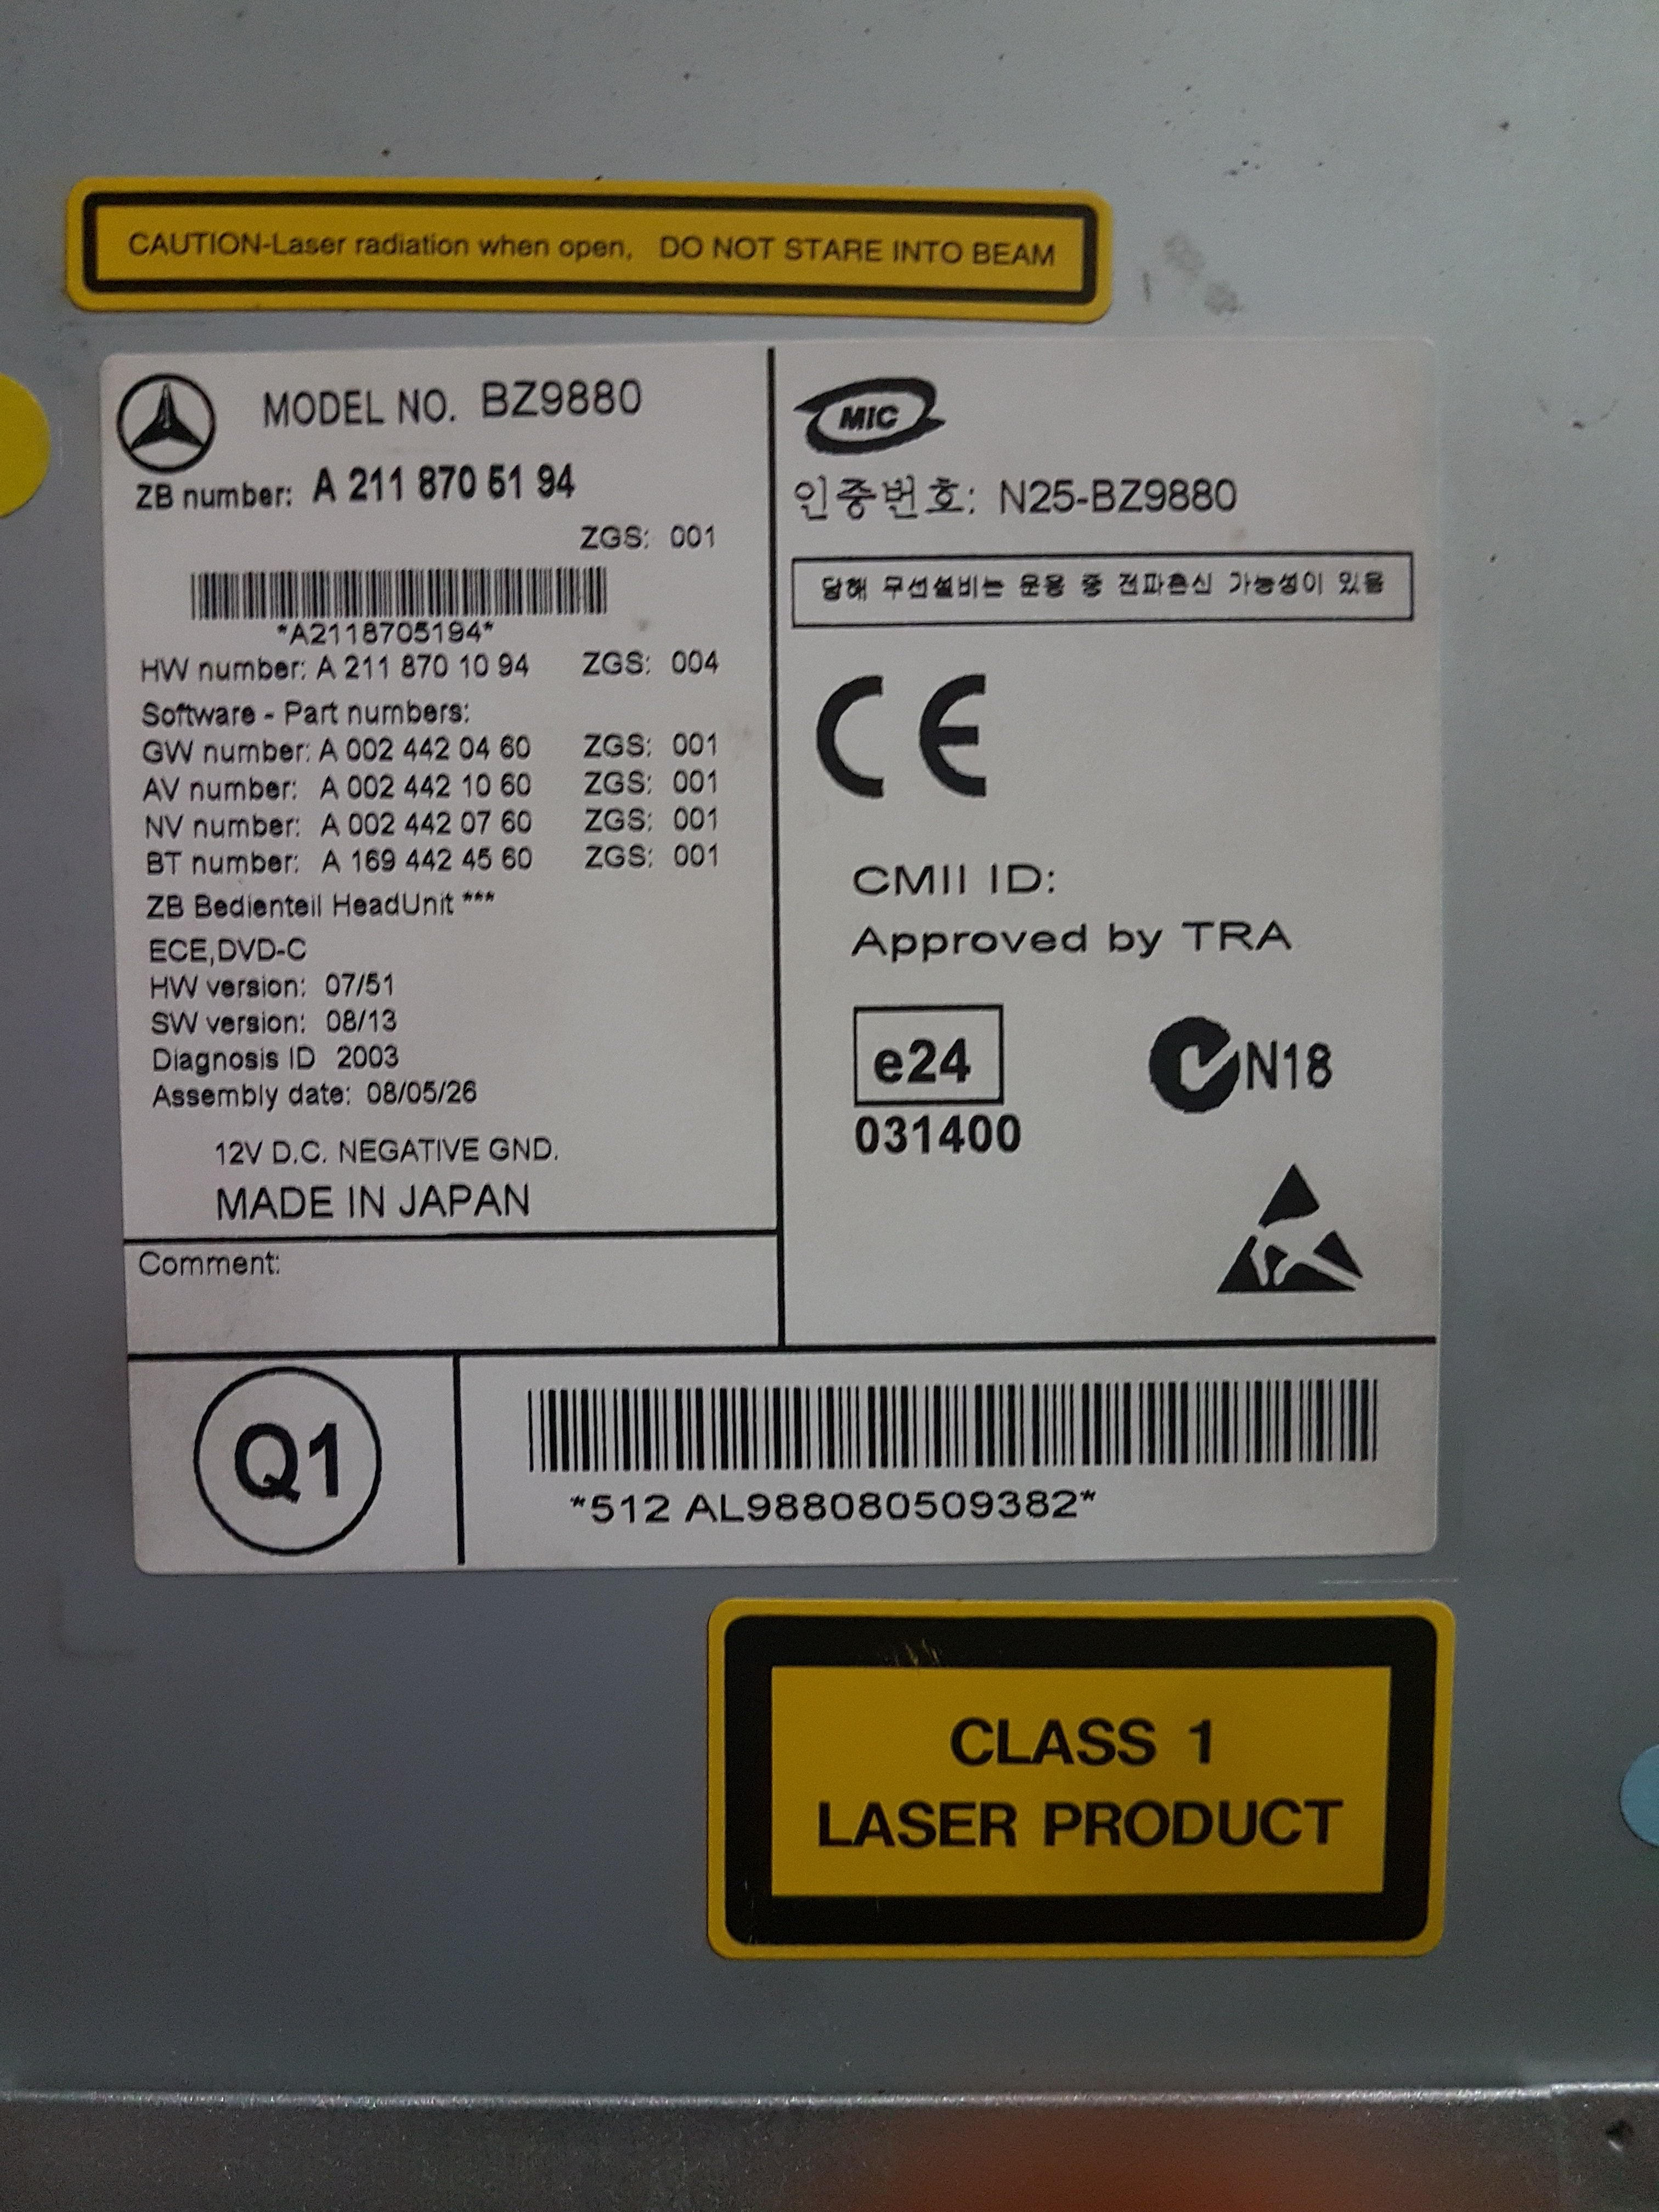 CAUTION-Laser radiation when open, DO NOT STARE INTO BEAM
MODEL NO. BZ9880
ZB number: A 211 870 51 94
ZGS: 001
*A2118705194*
HW number: A 211 870 10 94 ZGS: 004
Software - Part numbers:
GW number: A 002 442 04 60 ZGS: 001
AV number: A 002 442 10 60 ZGS: 001
NV number: A 002 442 07 60 ZGS: 001
BT number: A 169 442 45 60 ZGS: 001
ZB Bedienteil HeadUnit ***
ECE,DVD-C
HW version: 07/51
SW version: 08/13
Diagnosis ID 2003
Assembly date: 08/05/26
12V D.C. NEGATIVE GND.
MADE IN JAPAN
Comment:
MIC
인증번호: N25-BZ9880
당해 무선설비는 운용 중 전파혼신 가능성이 있음
CE
CMII ID:
Approved by TRA
e24
031400
N18
Q1
*512 AL988080509382*
CLASS 1
LASER PRODUCT